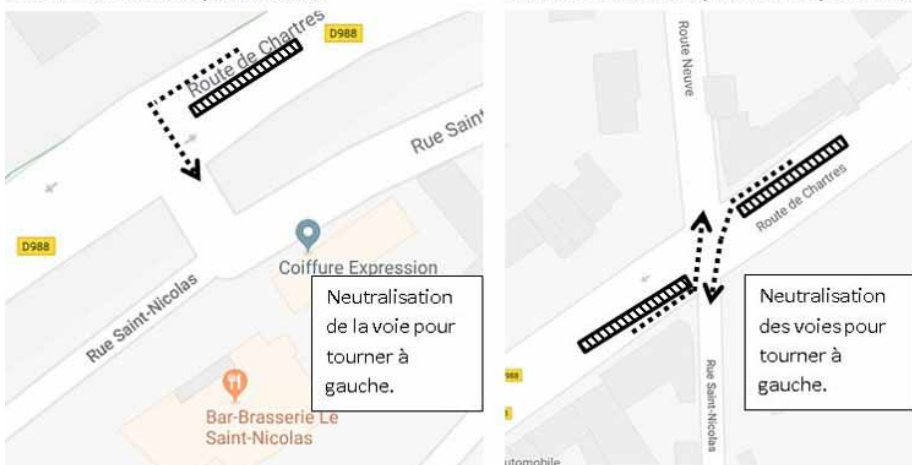 Route de Chartres
D988
Rue Saint
D988
Rue Saint-Nicolas
Coiffure Expression
Neutralisation
de la voie pour
tourner à
gauche.
Bar-Brasserie Le
Saint-Nicolas
Route Neuve
Route de Chartres
Neutralisation
des voies pour
tourner à
gauche.
988
Rue Saint-Nicolas
utomobile